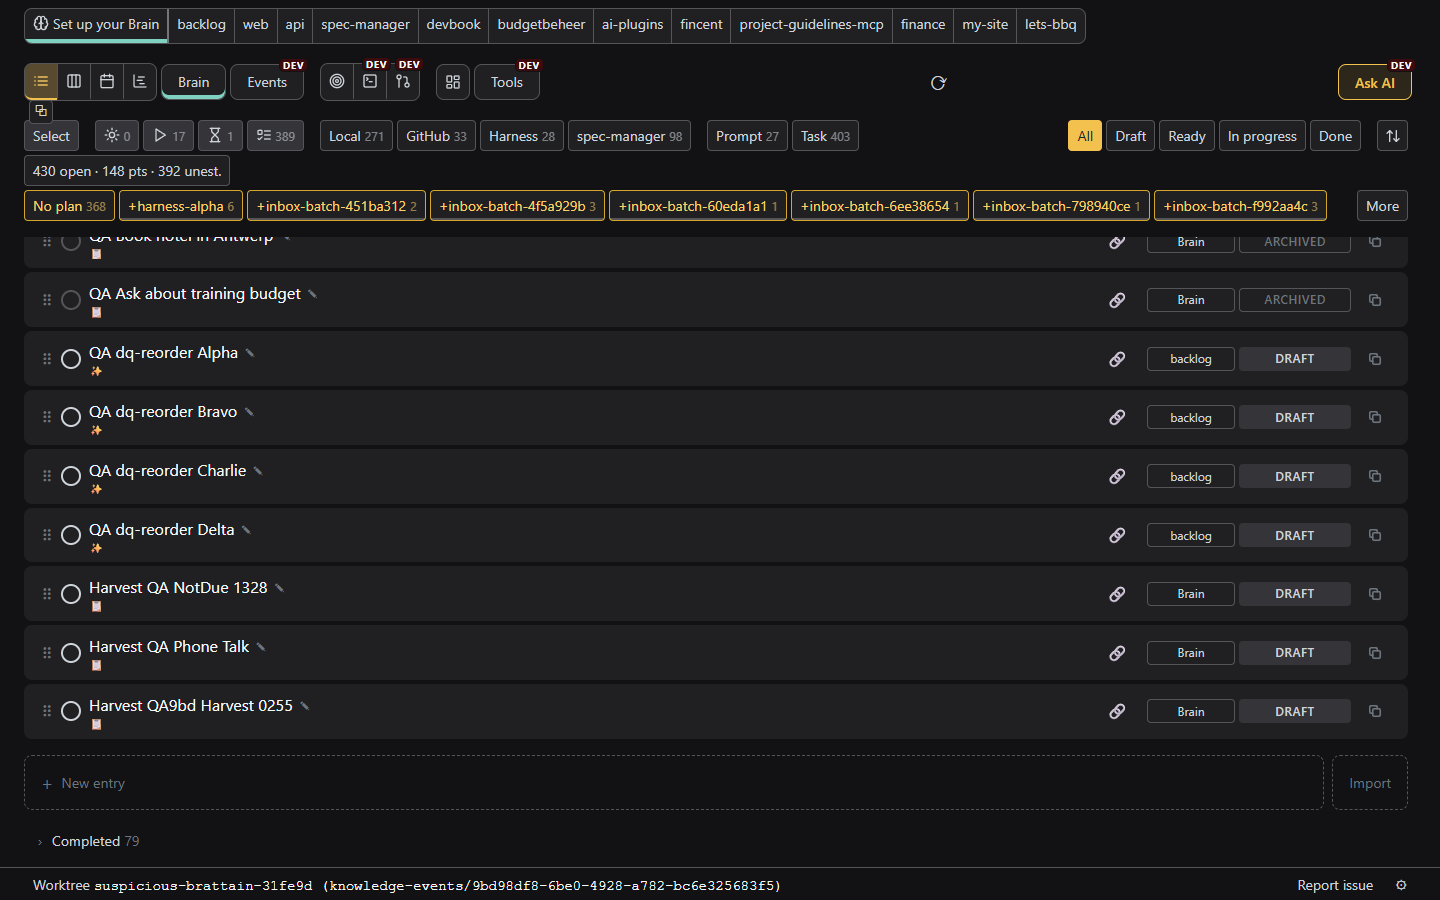 Set up your Brain backlog web api spec-manager devbook budgetbeheer ai-plugins fincent project-guidelines-mcp finance my-site lets-bbq
Brain Events DEV DEV DEV Tools DEV Ask AI DEV
Select 0 17 1 389 Local 271 GitHub 33 Harness 28 spec-manager 98 Prompt 27 Task 403 All Draft Ready In progress Done
430 open · 148 pts · 392 unest.
No plan 368 +harness-alpha 6 +inbox-batch-451ba312 2 +inbox-batch-4f5a929b 3 +inbox-batch-60eda1a1 1 +inbox-batch-6ee38654 1 +inbox-batch-798940ce 1 +inbox-batch-f992aa4c 3 More
QA Book hotel in Antwerp Brain ARCHIVED
QA Ask about training budget Brain ARCHIVED
QA dq-reorder Alpha backlog DRAFT
QA dq-reorder Bravo backlog DRAFT
QA dq-reorder Charlie backlog DRAFT
QA dq-reorder Delta backlog DRAFT
Harvest QA NotDue 1328 Brain DRAFT
Harvest QA Phone Talk Brain DRAFT
Harvest QA9bd Harvest 0255 Brain DRAFT
+ New entry Import
› Completed 79
Worktree suspicious-brattain-31fe9d (knowledge-events/9bd98df8-6be0-4928-a782-bc6e325683f5) Report issue